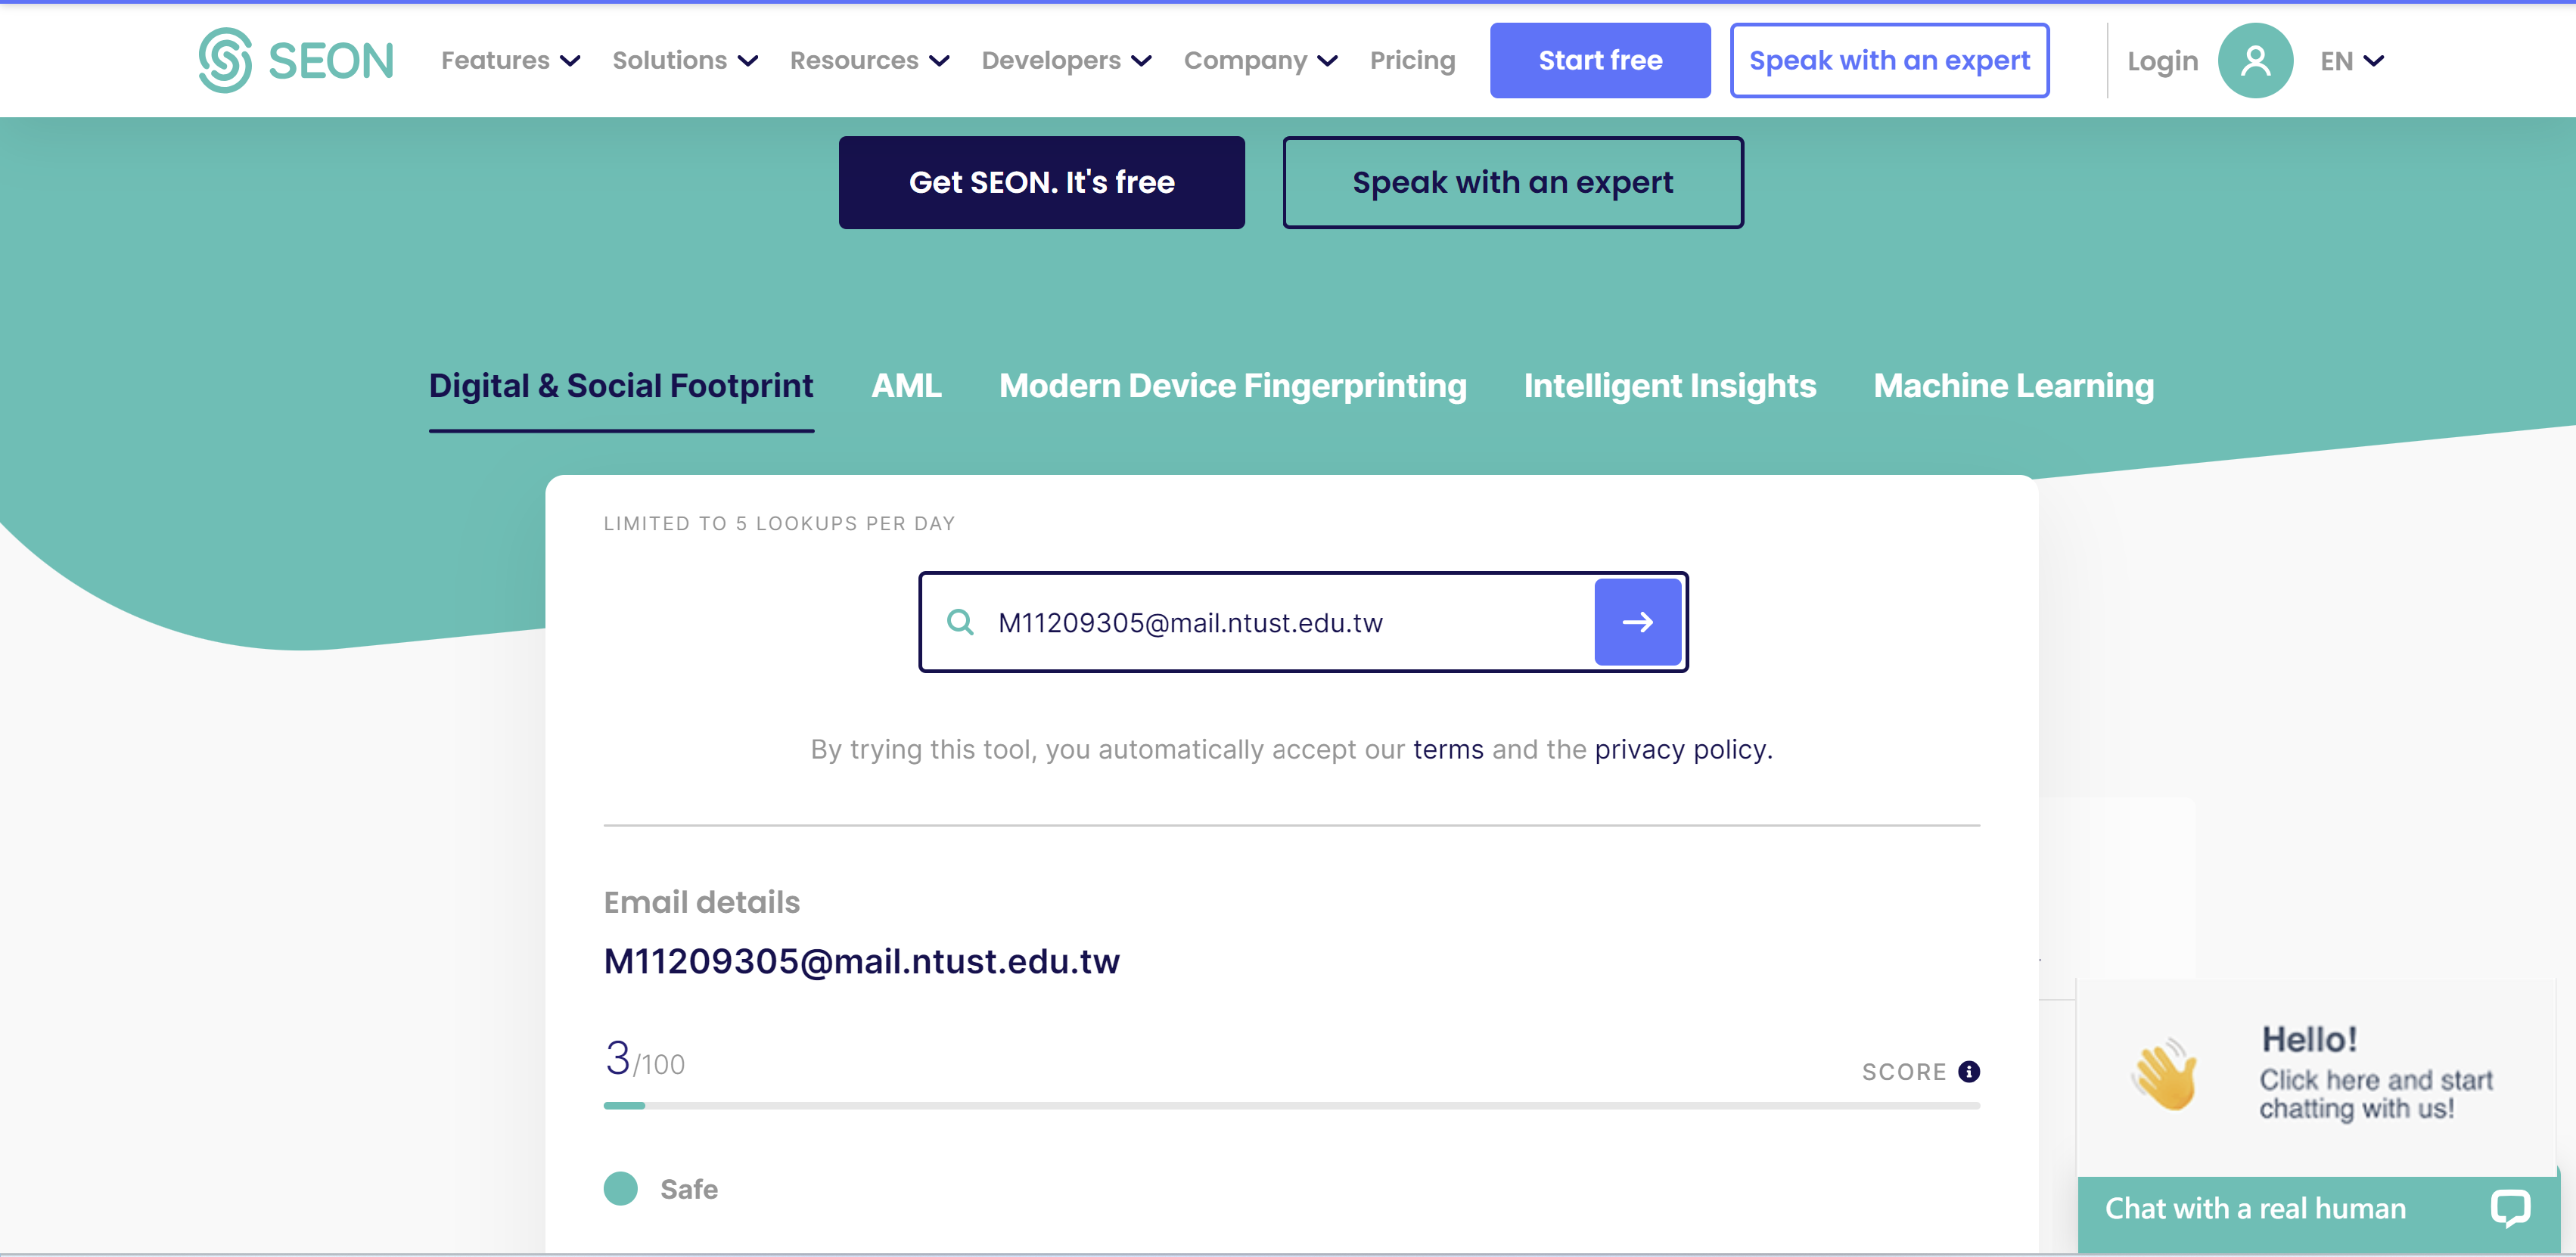 SEON Features Solutions Resources Developers Company Pricing Start free Speak with an expert Login EN
Get SEON. It's free Speak with an expert
Digital & Social Footprint AML Modern Device Fingerprinting Intelligent Insights Machine Learning
LIMITED TO 5 LOOKUPS PER DAY
M11209305@mail.ntust.edu.tw
By trying this tool, you automatically accept our terms and the privacy policy.
Email details
M11209305@mail.ntust.edu.tw
3/100
SCORE
Safe
Hello!
Click here and start
chatting with us!
Chat with a real human